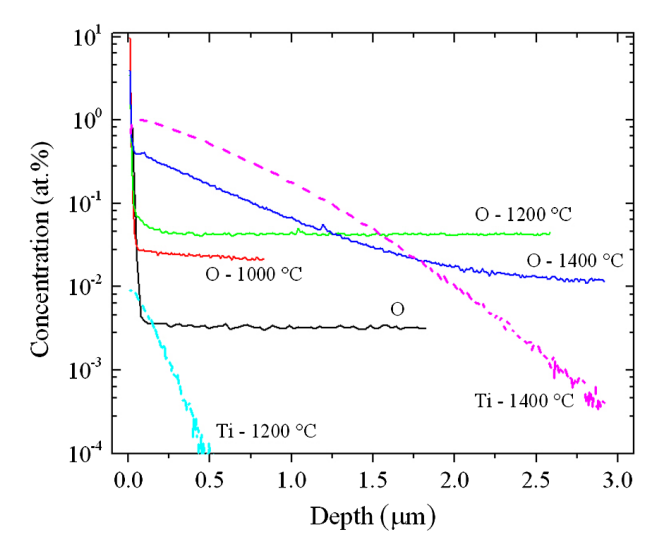 10¹
10⁰
10⁻¹
10⁻²
10⁻³
10⁻⁴
Concentration (at.%)
O - 1200 °C
O - 1400 °C
O - 1000 °C
O
Ti - 1400 °C
Ti - 1200 °C
0.0 0.5 1.0 1.5 2.0 2.5 3.0
Depth (μm)